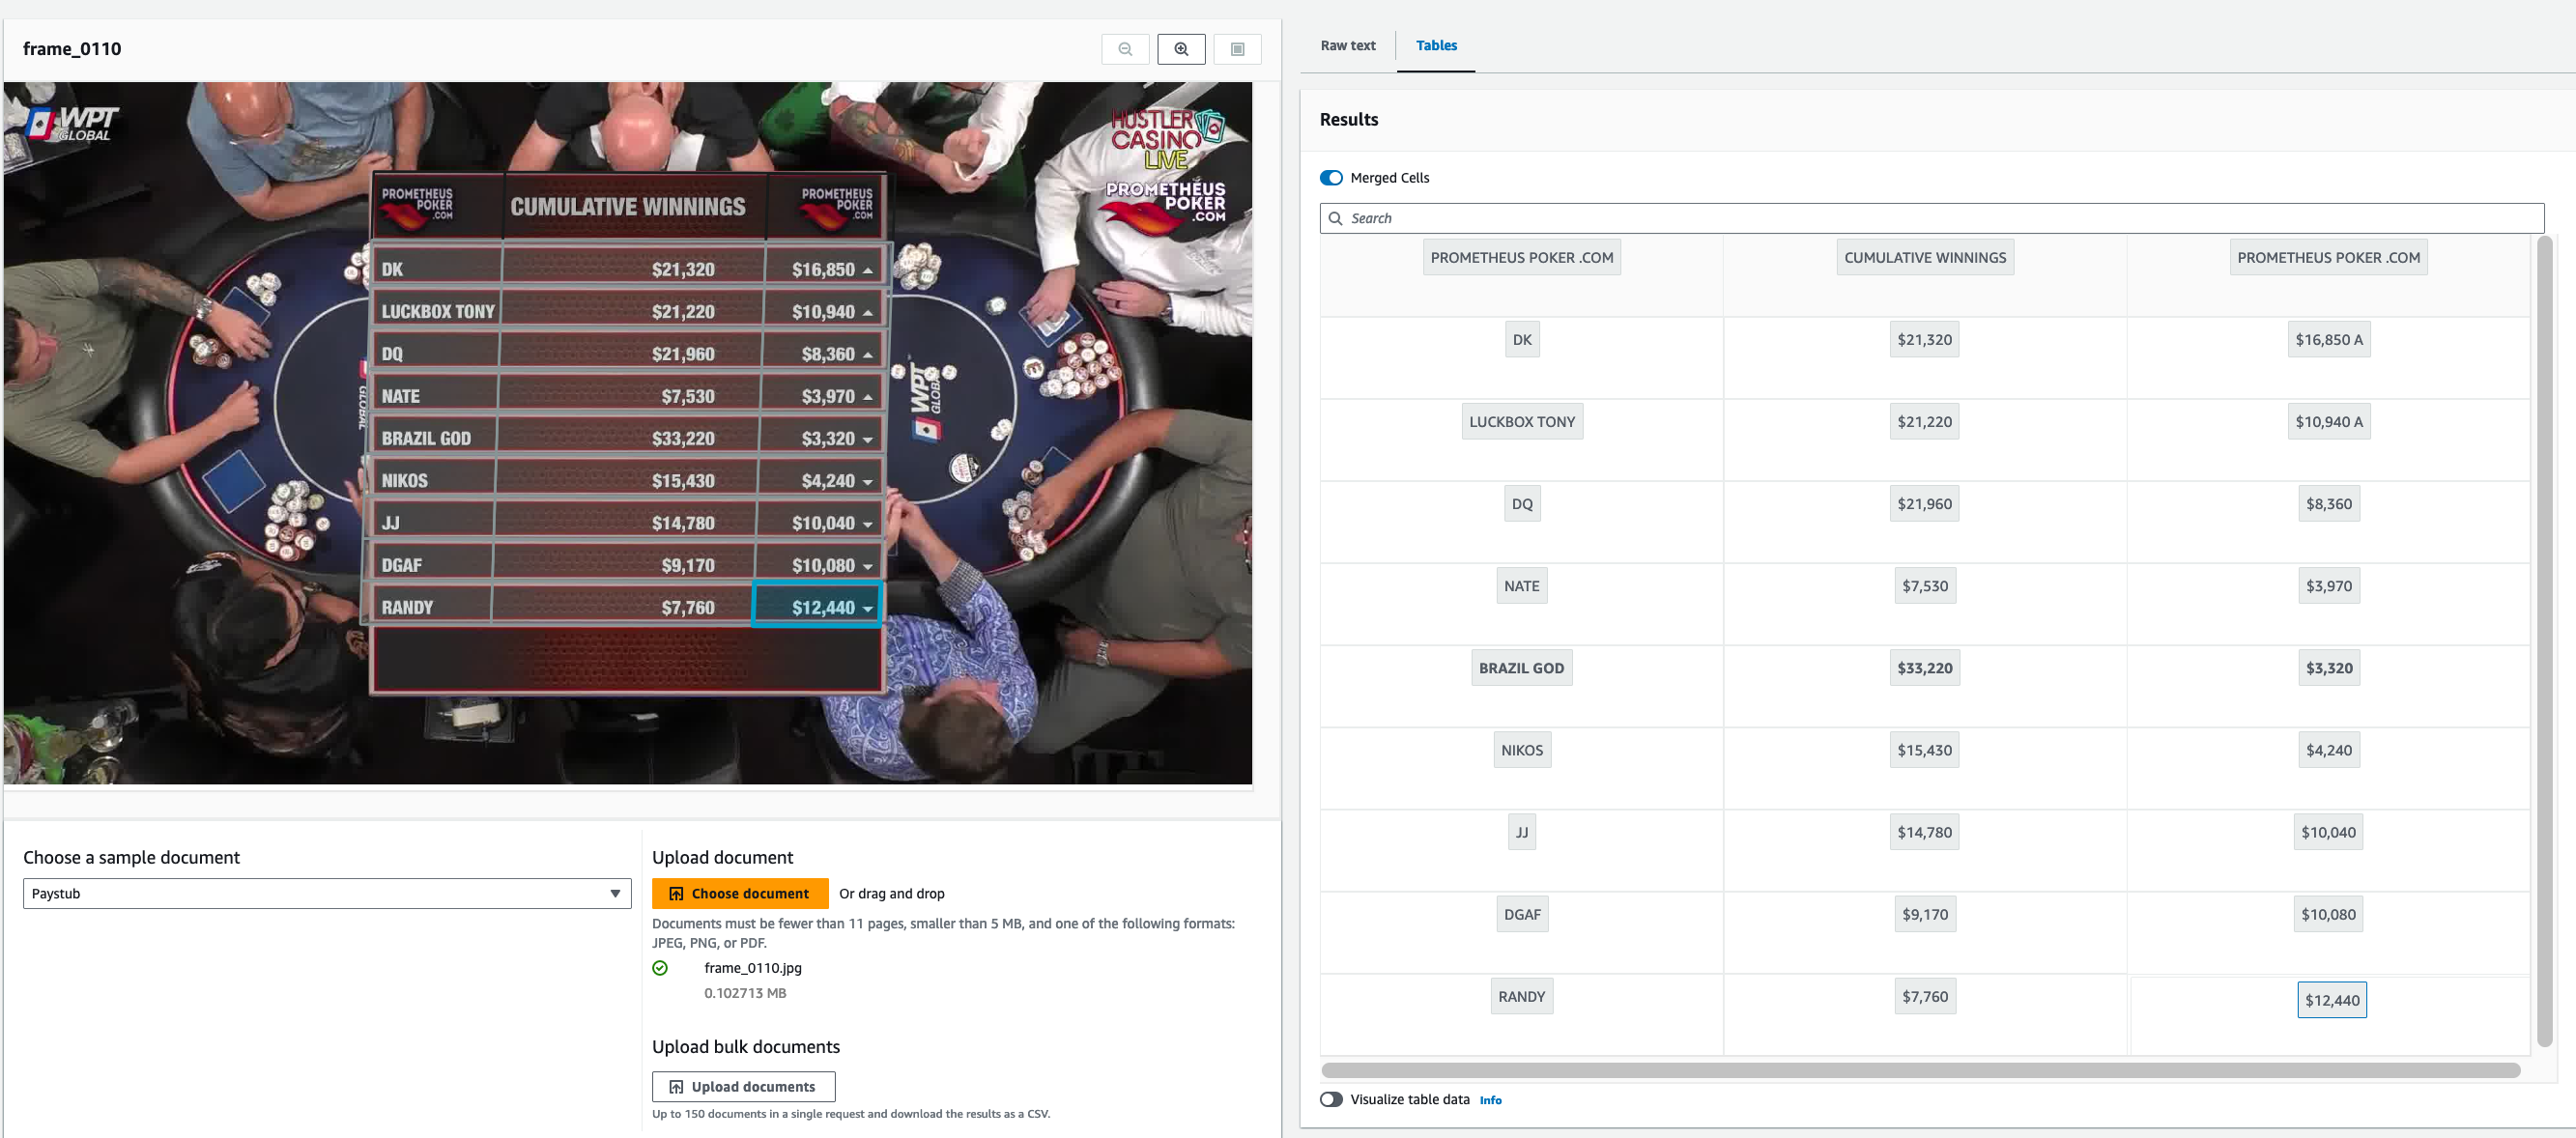 frame_0110
WPT
GLOBAL
HUSTLER
CASINO
LIVE
PROMETHEUS
POKER
.COM
PROMETHEUS
POKER
.COM
CUMULATIVE WINNINGS
PROMETHEUS
POKER
.COM
DK $21,320 $16,850 ▲
LUCKBOX TONY $21,220 $10,940 ▲
DQ $21,960 $8,360 ▲
NATE $7,530 $3,970 ▲
BRAZIL GOD $33,220 $3,320 ▼
NIKOS $15,430 $4,240 ▼
JJ $14,780 $10,040 ▼
DGAF $9,170 $10,080 ▼
RANDY $7,760 $12,440 ▼
WPT
GLOBAL
Choose a sample document
Paystub
Upload document
Choose document Or drag and drop
Documents must be fewer than 11 pages, smaller than 5 MB, and one of the following formats:
JPEG, PNG, or PDF.
frame_0110.jpg
0.102713 MB
Upload bulk documents
Upload documents
Up to 150 documents in a single request and download the results as a CSV.
Raw text Tables
Results
Merged Cells
Search
PROMETHEUS POKER .COM CUMULATIVE WINNINGS PROMETHEUS POKER .COM
DK $21,320 $16,850 A
LUCKBOX TONY $21,220 $10,940 A
DQ $21,960 $8,360
NATE $7,530 $3,970
BRAZIL GOD $33,220 $3,320
NIKOS $15,430 $4,240
JJ $14,780 $10,040
DGAF $9,170 $10,080
RANDY $7,760 $12,440
Visualize table data Info